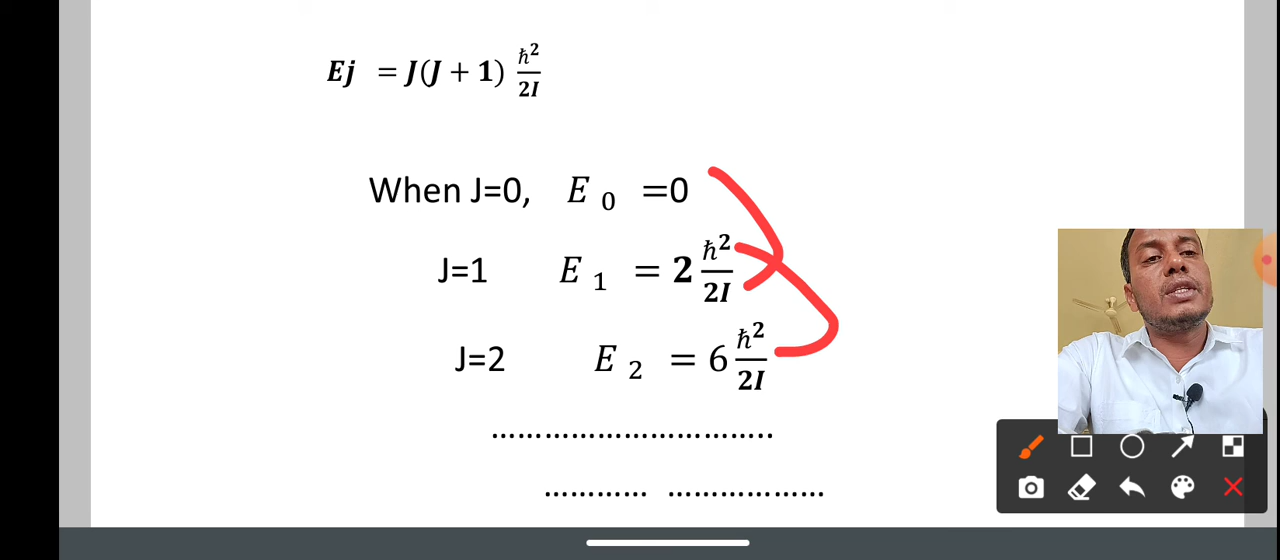 Ej = J(J + 1) ℏ²/2I
When J=0, E 0 =0
J=1 E 1 = 2 ℏ²/2I
J=2 E 2 = 6 ℏ²/2I
……………………………..
………… ………………